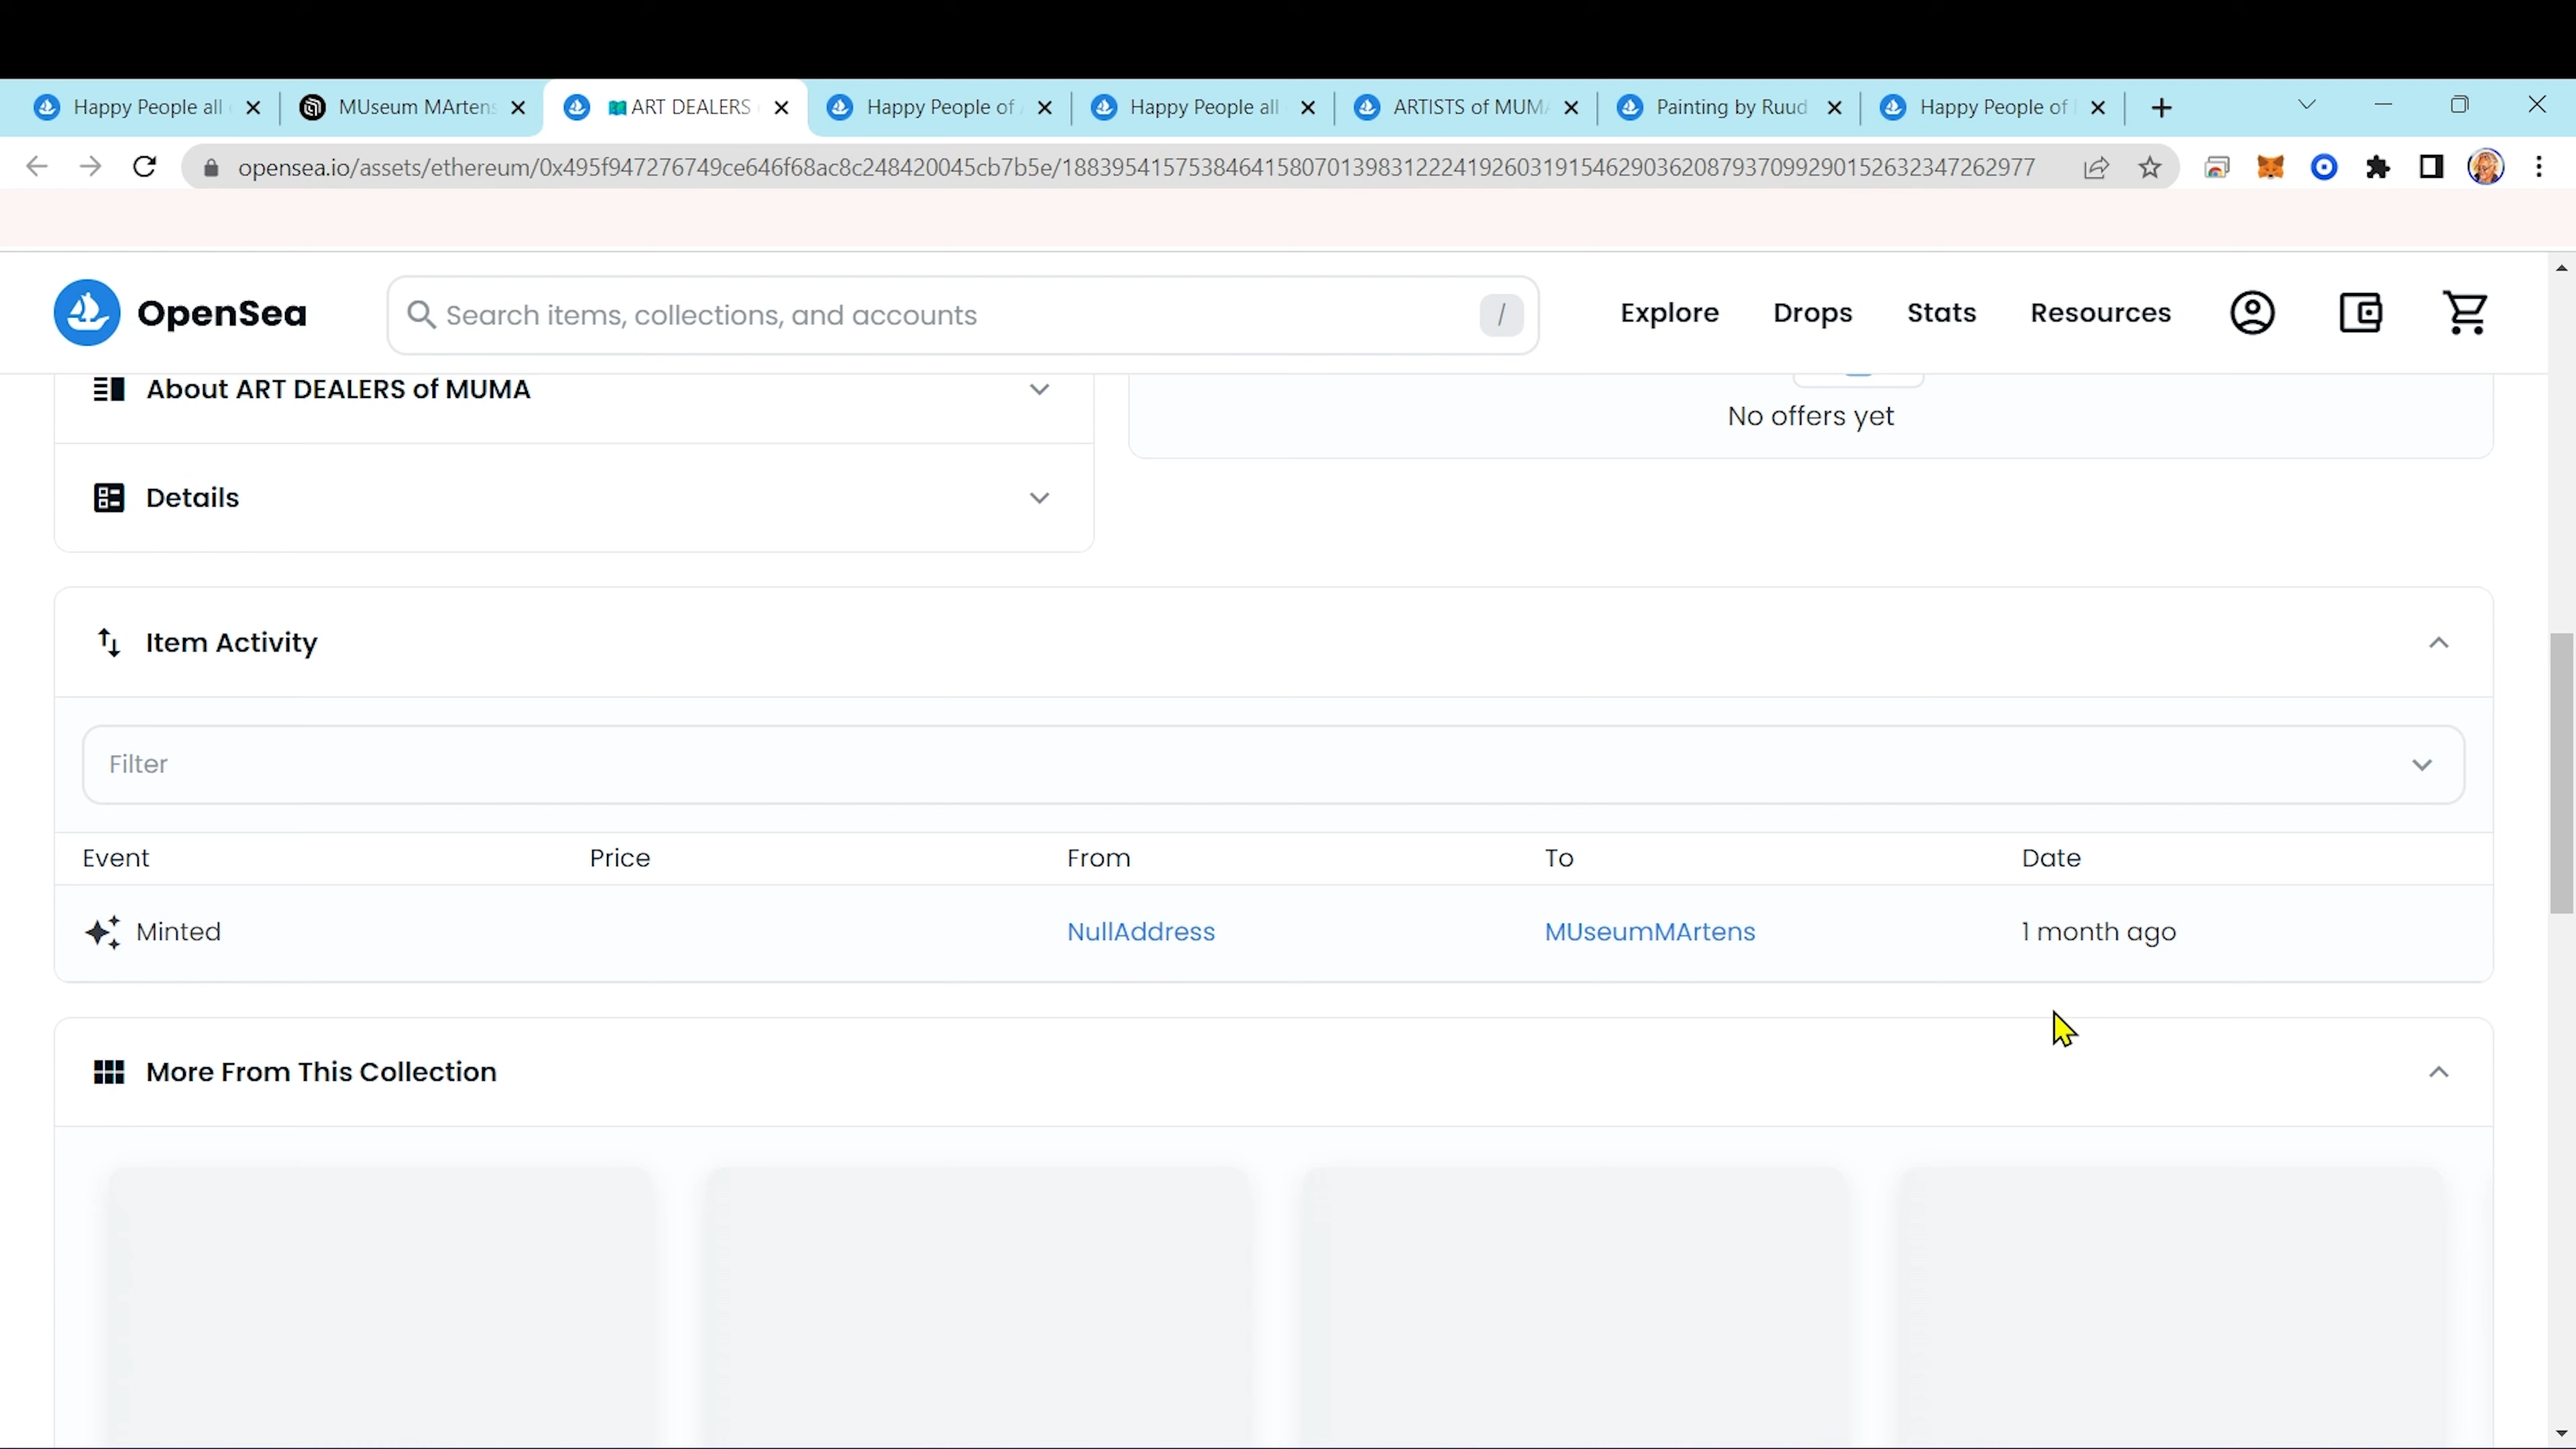 Happy People all
MUseum MArtens
ART DEALERS
Happy People of
Happy People all
ARTISTS of MUM
Painting by Ruud
Happy People of
opensea.io/assets/ethereum/0x495f947276749ce646f68ac8c248420045cb7b5e/18839541575384641580701398312224192603191546290362087937099290152632347262977
OpenSea
Search items, collections, and accounts
/
Explore
Drops
Stats
Resources
About ART DEALERS of MUMA
No offers yet
Details
Item Activity
Filter
Event Price From To Date
Minted NullAddress MUseumMArtens 1 month ago
More From This Collection